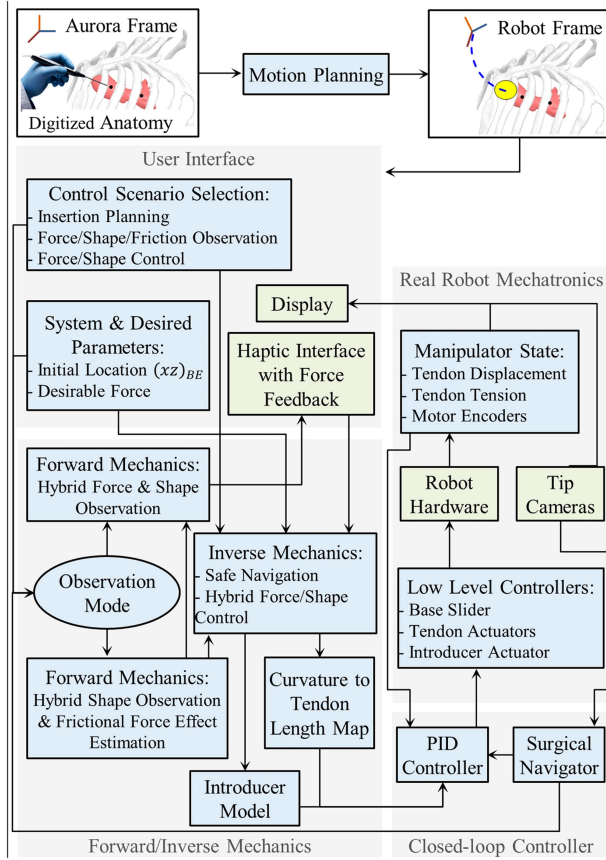 Aurora Frame
Digitized Anatomy
Motion Planning
Robot Frame
User Interface
Control Scenario Selection:
- Insertion Planning
- Force/Shape/Friction Observation
- Force/Shape Control
System & Desired
Parameters:
- Initial Location (xz)BE
- Desirable Force
Display
Haptic Interface
with Force
Feedback
Real Robot Mechatronics
Manipulator State:
- Tendon Displacement
- Tendon Tension
- Motor Encoders
Robot
Hardware
Tip
Cameras
Low Level Controllers:
- Base Slider
- Tendon Actuators
- Introducer Actuator
Forward Mechanics:
Hybrid Force & Shape
Observation
Observation
Mode
Forward Mechanics:
Hybrid Shape Observation
& Frictional Force Effect
Estimation
Inverse Mechanics:
- Safe Navigation
- Hybrid Force/Shape
Control
Curvature to
Tendon
Length Map
Introducer
Model
Forward/Inverse Mechanics
PID
Controller
Surgical
Navigator
Closed-loop Controller